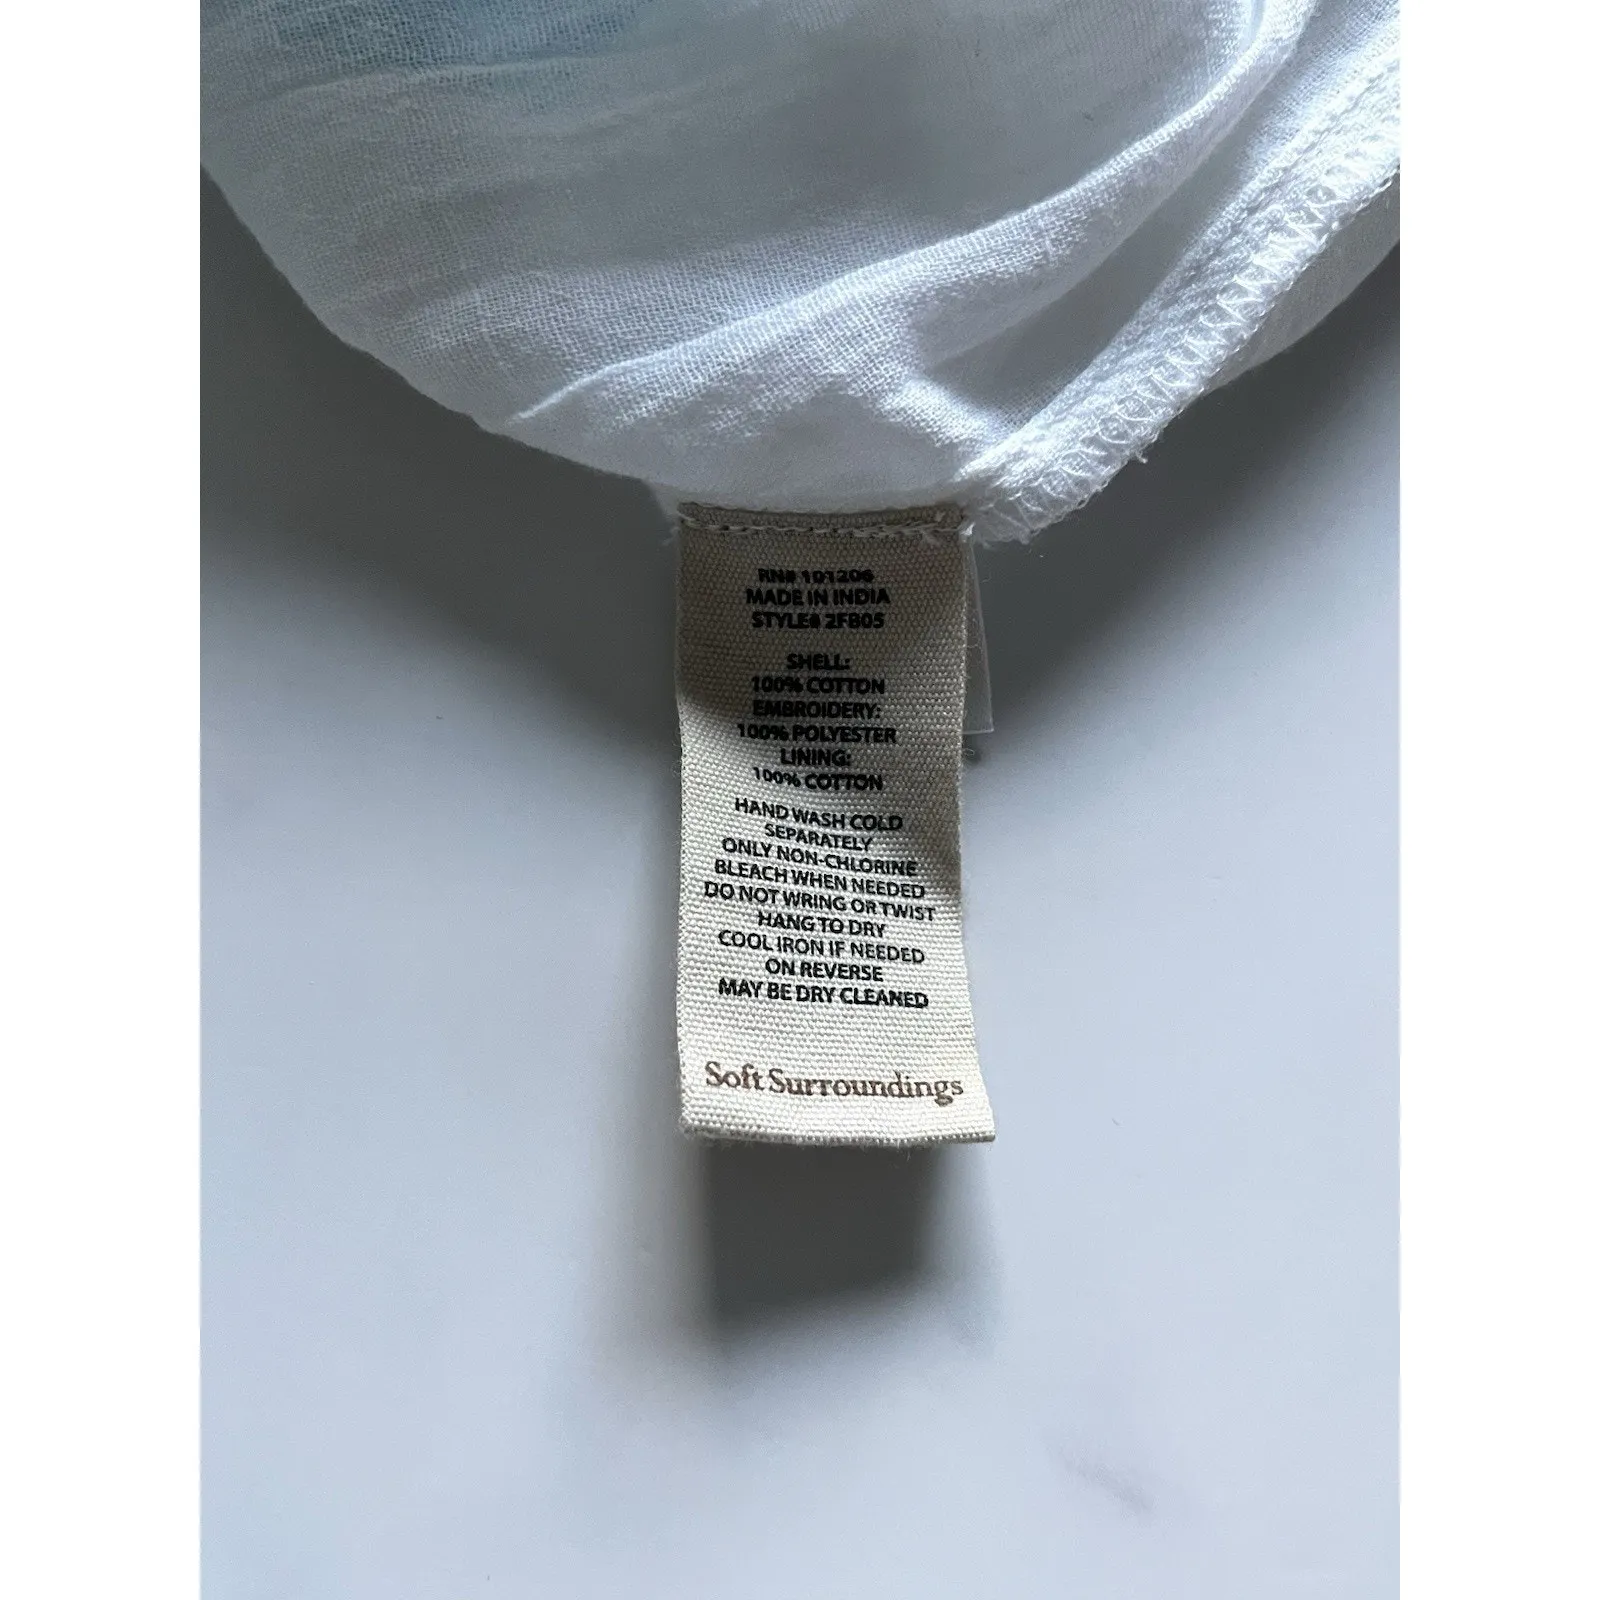 RN# 101206
MADE IN INDIA
STYLE# 2FB05
SHELL:
100% COTTON
EMBROIDERY:
100% POLYESTER
LINING:
100% COTTON
HAND WASH COLD
SEPARATELY
ONLY NON-CHLORINE
BLEACH WHEN NEEDED
DO NOT WRING OR TWIST
HANG TO DRY
COOL IRON IF NEEDED
ON REVERSE
MAY BE DRY CLEANED
Soft Surroundings